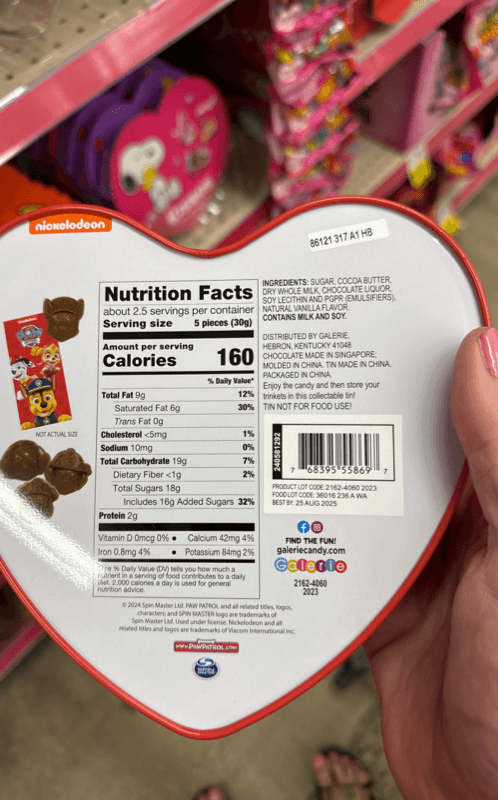 nickelodeon
86121 317 A1 HB
Nutrition Facts
about 2.5 servings per container
Serving size 5 pieces (30g)
Amount per serving
Calories 160
% Daily Value*
Total Fat 9g 12%
Saturated Fat 6g 30%
Trans Fat 0g
Cholesterol <5mg 1%
Sodium 10mg 0%
Total Carbohydrate 19g 7%
Dietary Fiber <1g 2%
Total Sugars 18g
Includes 16g Added Sugars 32%
Protein 2g
Vitamin D 0mcg 0% • Calcium 42mg 4%
Iron 0.8mg 4% • Potassium 84mg 2%
% Daily Value (DV) tells you how much a
nutrient in a serving of food contributes to a daily
diet. 2,000 calories a day is used for general
nutrition advice.
INGREDIENTS: SUGAR, COCOA BUTTER,
DRY WHOLE MILK, CHOCOLATE LIQUOR,
SOY LECITHIN AND PGPR (EMULSIFIERS),
NATURAL VANILLA FLAVOR.
CONTAINS MILK AND SOY.
DISTRIBUTED BY GALERIE,
HEBRON, KENTUCKY 41048
CHOCOLATE MADE IN SINGAPORE;
MOLDED IN CHINA. TIN MADE IN CHINA.
PACKAGED IN CHINA.
Enjoy the candy and then store your
trinkets in this collectable tin!
TIN NOT FOR FOOD USE!
PAW PATROL
NOT ACTUAL SIZE
240581292
7 68395 55869 7
PRODUCT LOT CODE: 2162-4060 2023
FOOD LOT CODE: 36016 236 A WA
BEST BY: 25 AUG 2025
FIND THE FUN!
galeriecandy.com
Galerie
2162-4060
2023
© 2024 Spin Master Ltd. PAW PATROL and all related titles, logos,
characters; and SPIN MASTER logo are trademarks of
Spin Master Ltd. Used under license. Nickelodeon and all
related titles and logos are trademarks of Viacom International Inc.
www.PAWPATROL.com
SPIN MASTER